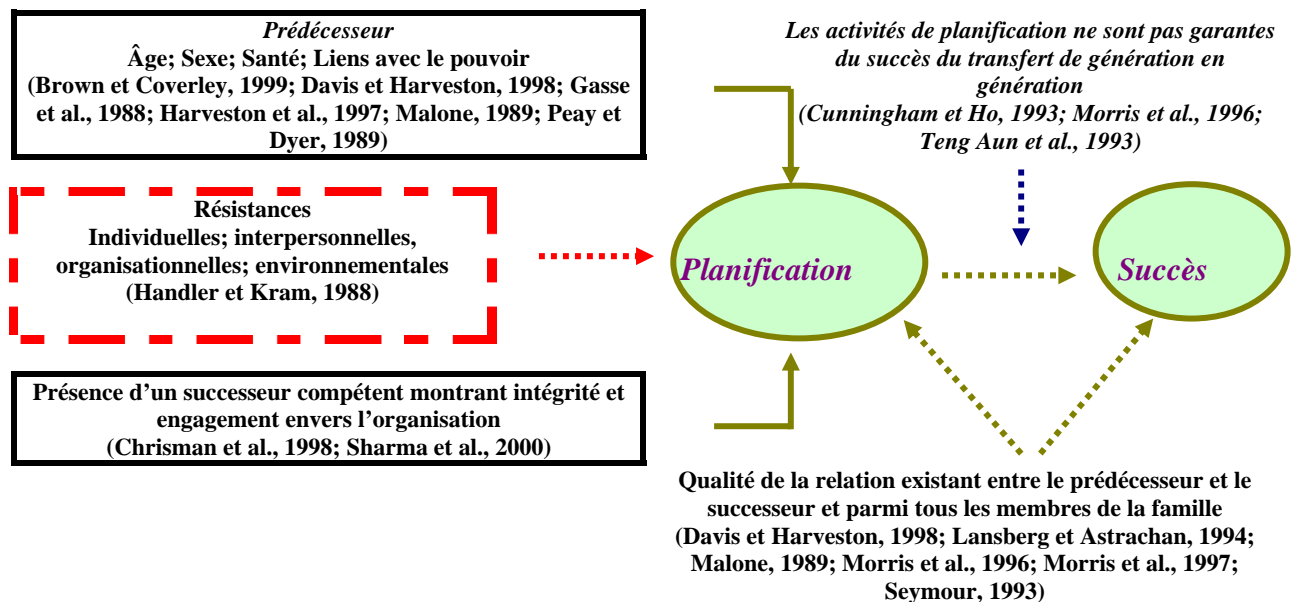 Prédécesseur
Âge; Sexe; Santé; Liens avec le pouvoir
(Brown et Coverley, 1999; Davis et Harveston, 1998; Gasse
et al., 1988; Harveston et al., 1997; Malone, 1989; Peay et
Dyer, 1989)
Les activités de planification ne sont pas garantes
du succès du transfert de génération en
génération
(Cunningham et Ho, 1993; Morris et al., 1996;
Teng Aun et al., 1993)
Résistances
Individuelles; interpersonnelles,
organisationnelles; environnementales
(Handler et Kram, 1988)
Planification
Succès
Présence d’un successeur compétent montrant intégrité et
engagement envers l’organisation
(Chrisman et al., 1998; Sharma et al., 2000)
Qualité de la relation existant entre le prédécesseur et le
successeur et parmi tous les membres de la famille
(Davis et Harveston, 1998; Lansberg et Astrachan, 1994;
Malone, 1989; Morris et al., 1996; Morris et al., 1997;
Seymour, 1993)